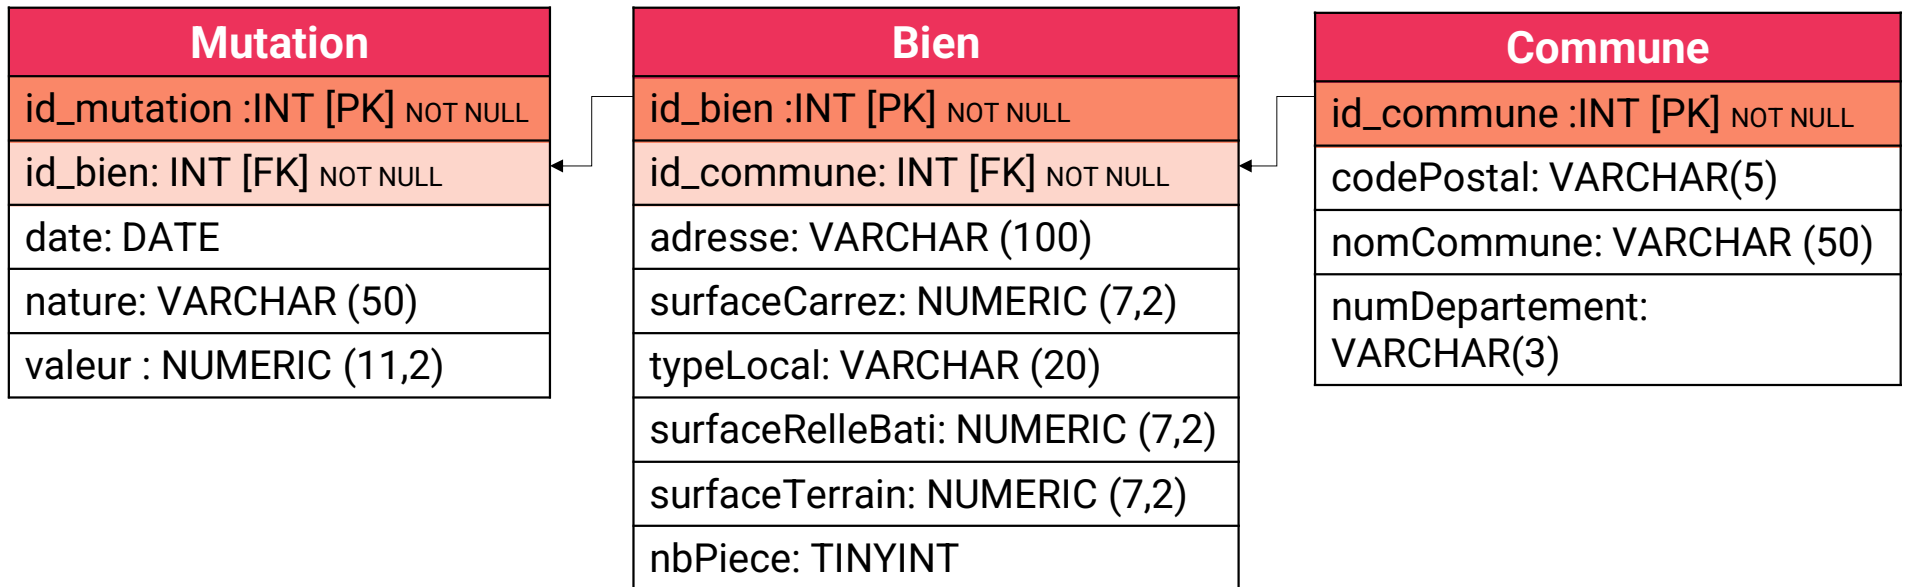 Mutation
id_mutation :INT [PK] NOT NULL
id_bien: INT [FK] NOT NULL
date: DATE
nature: VARCHAR (50)
valeur : NUMERIC (11,2)
Bien
id_bien :INT [PK] NOT NULL
id_commune: INT [FK] NOT NULL
adresse: VARCHAR (100)
surfaceCarrez: NUMERIC (7,2)
typeLocal: VARCHAR (20)
surfaceRelleBati: NUMERIC (7,2)
surfaceTerrain: NUMERIC (7,2)
nbPiece: TINYINT
Commune
id_commune :INT [PK] NOT NULL
codePostal: VARCHAR(5)
nomCommune: VARCHAR (50)
numDepartement:
VARCHAR(3)